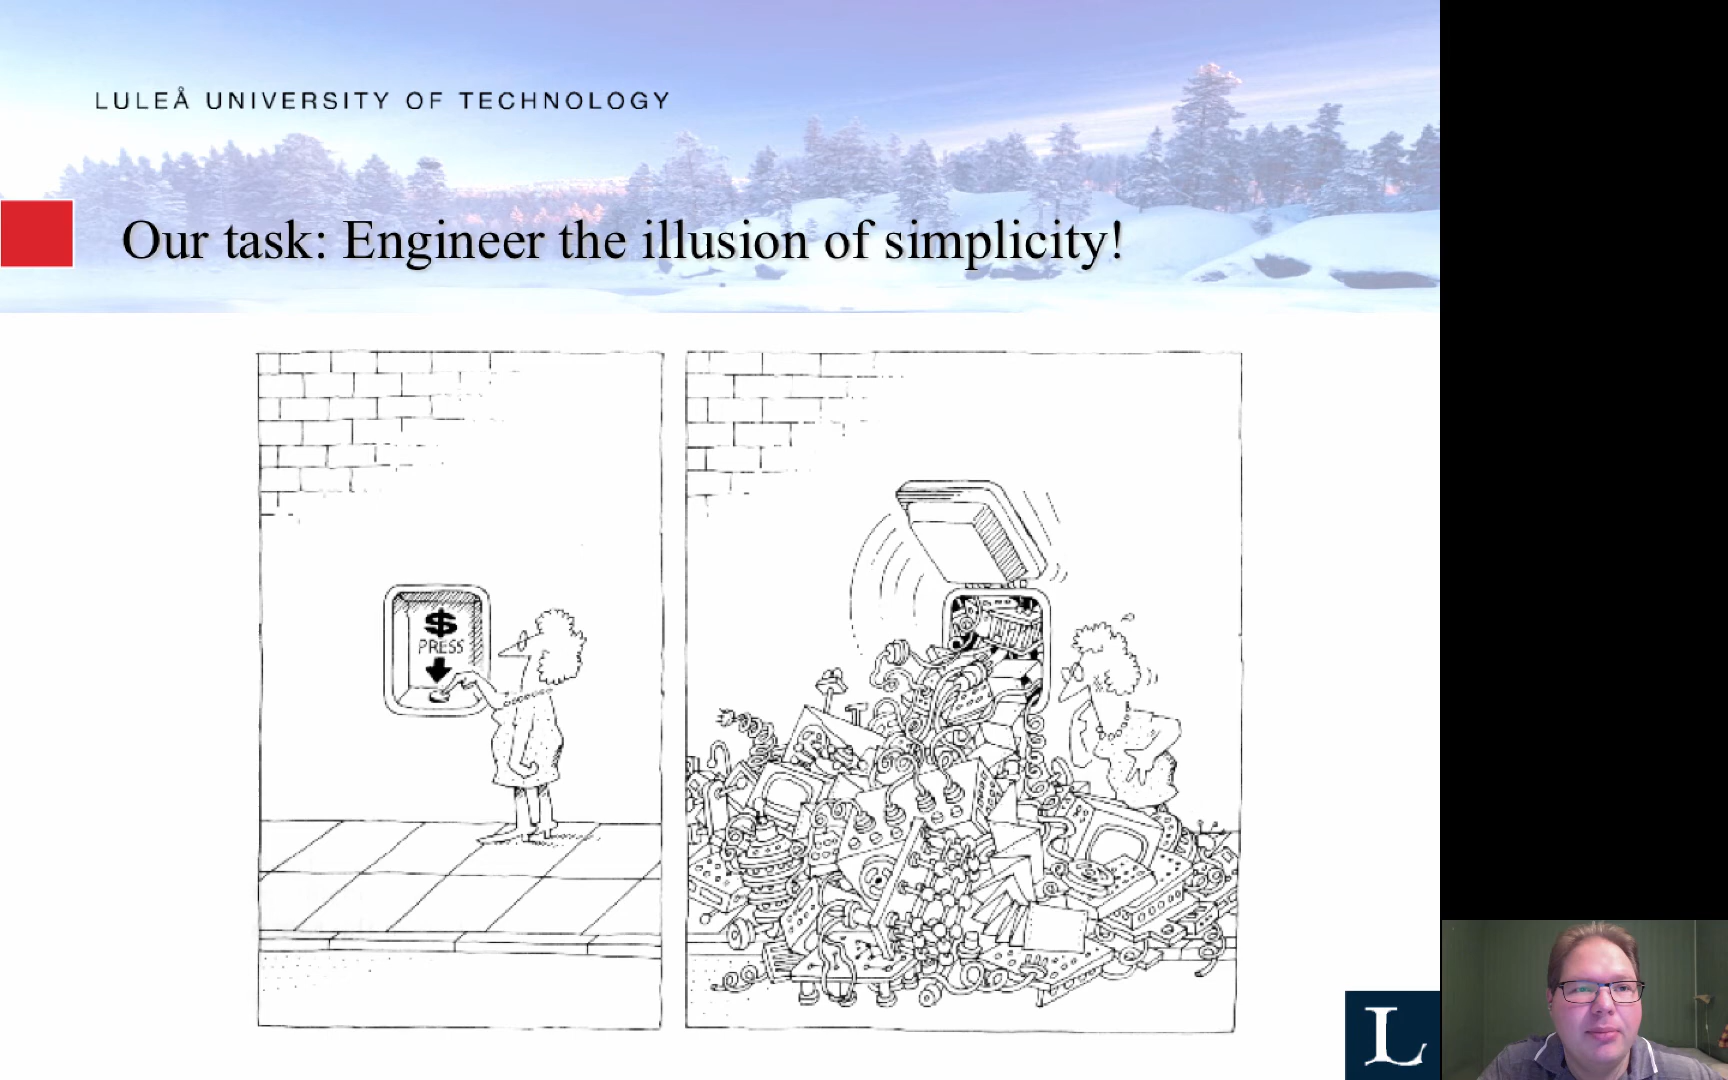 LULEÅ UNIVERSITY OF TECHNOLOGY
Our task: Engineer the illusion of simplicity!
$
PRESS
L